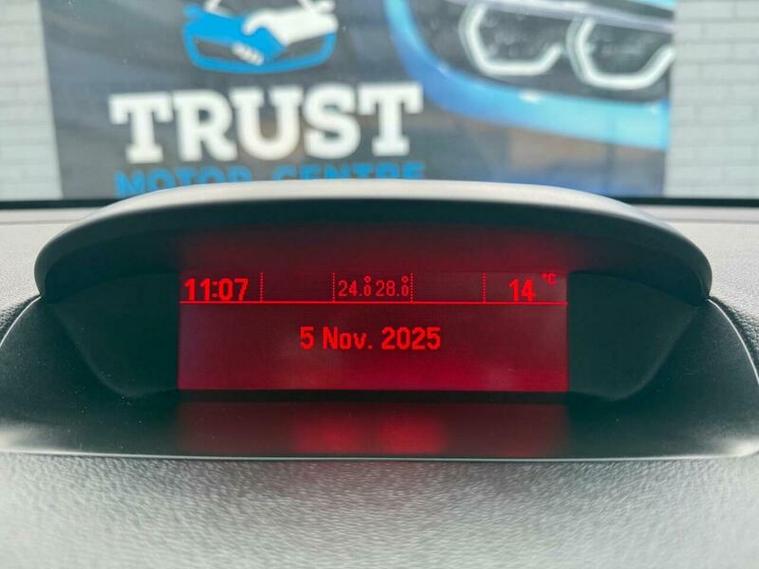 TRUST
MOTOR CENTRE
11:07 24.0° 28.0° 14 °C
5 Nov. 2025